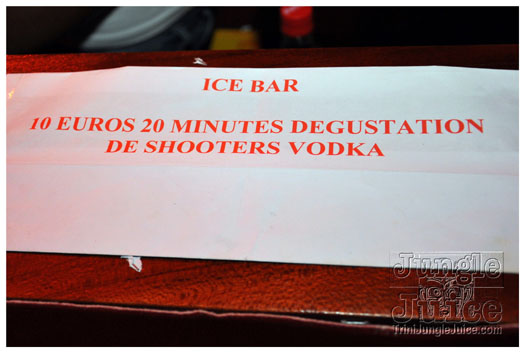 ICE BAR
10 EUROS 20 MINUTES DEGUSTATION
DE SHOOTERS VODKA
Jungle
Juice
TriniJungleJuice.com